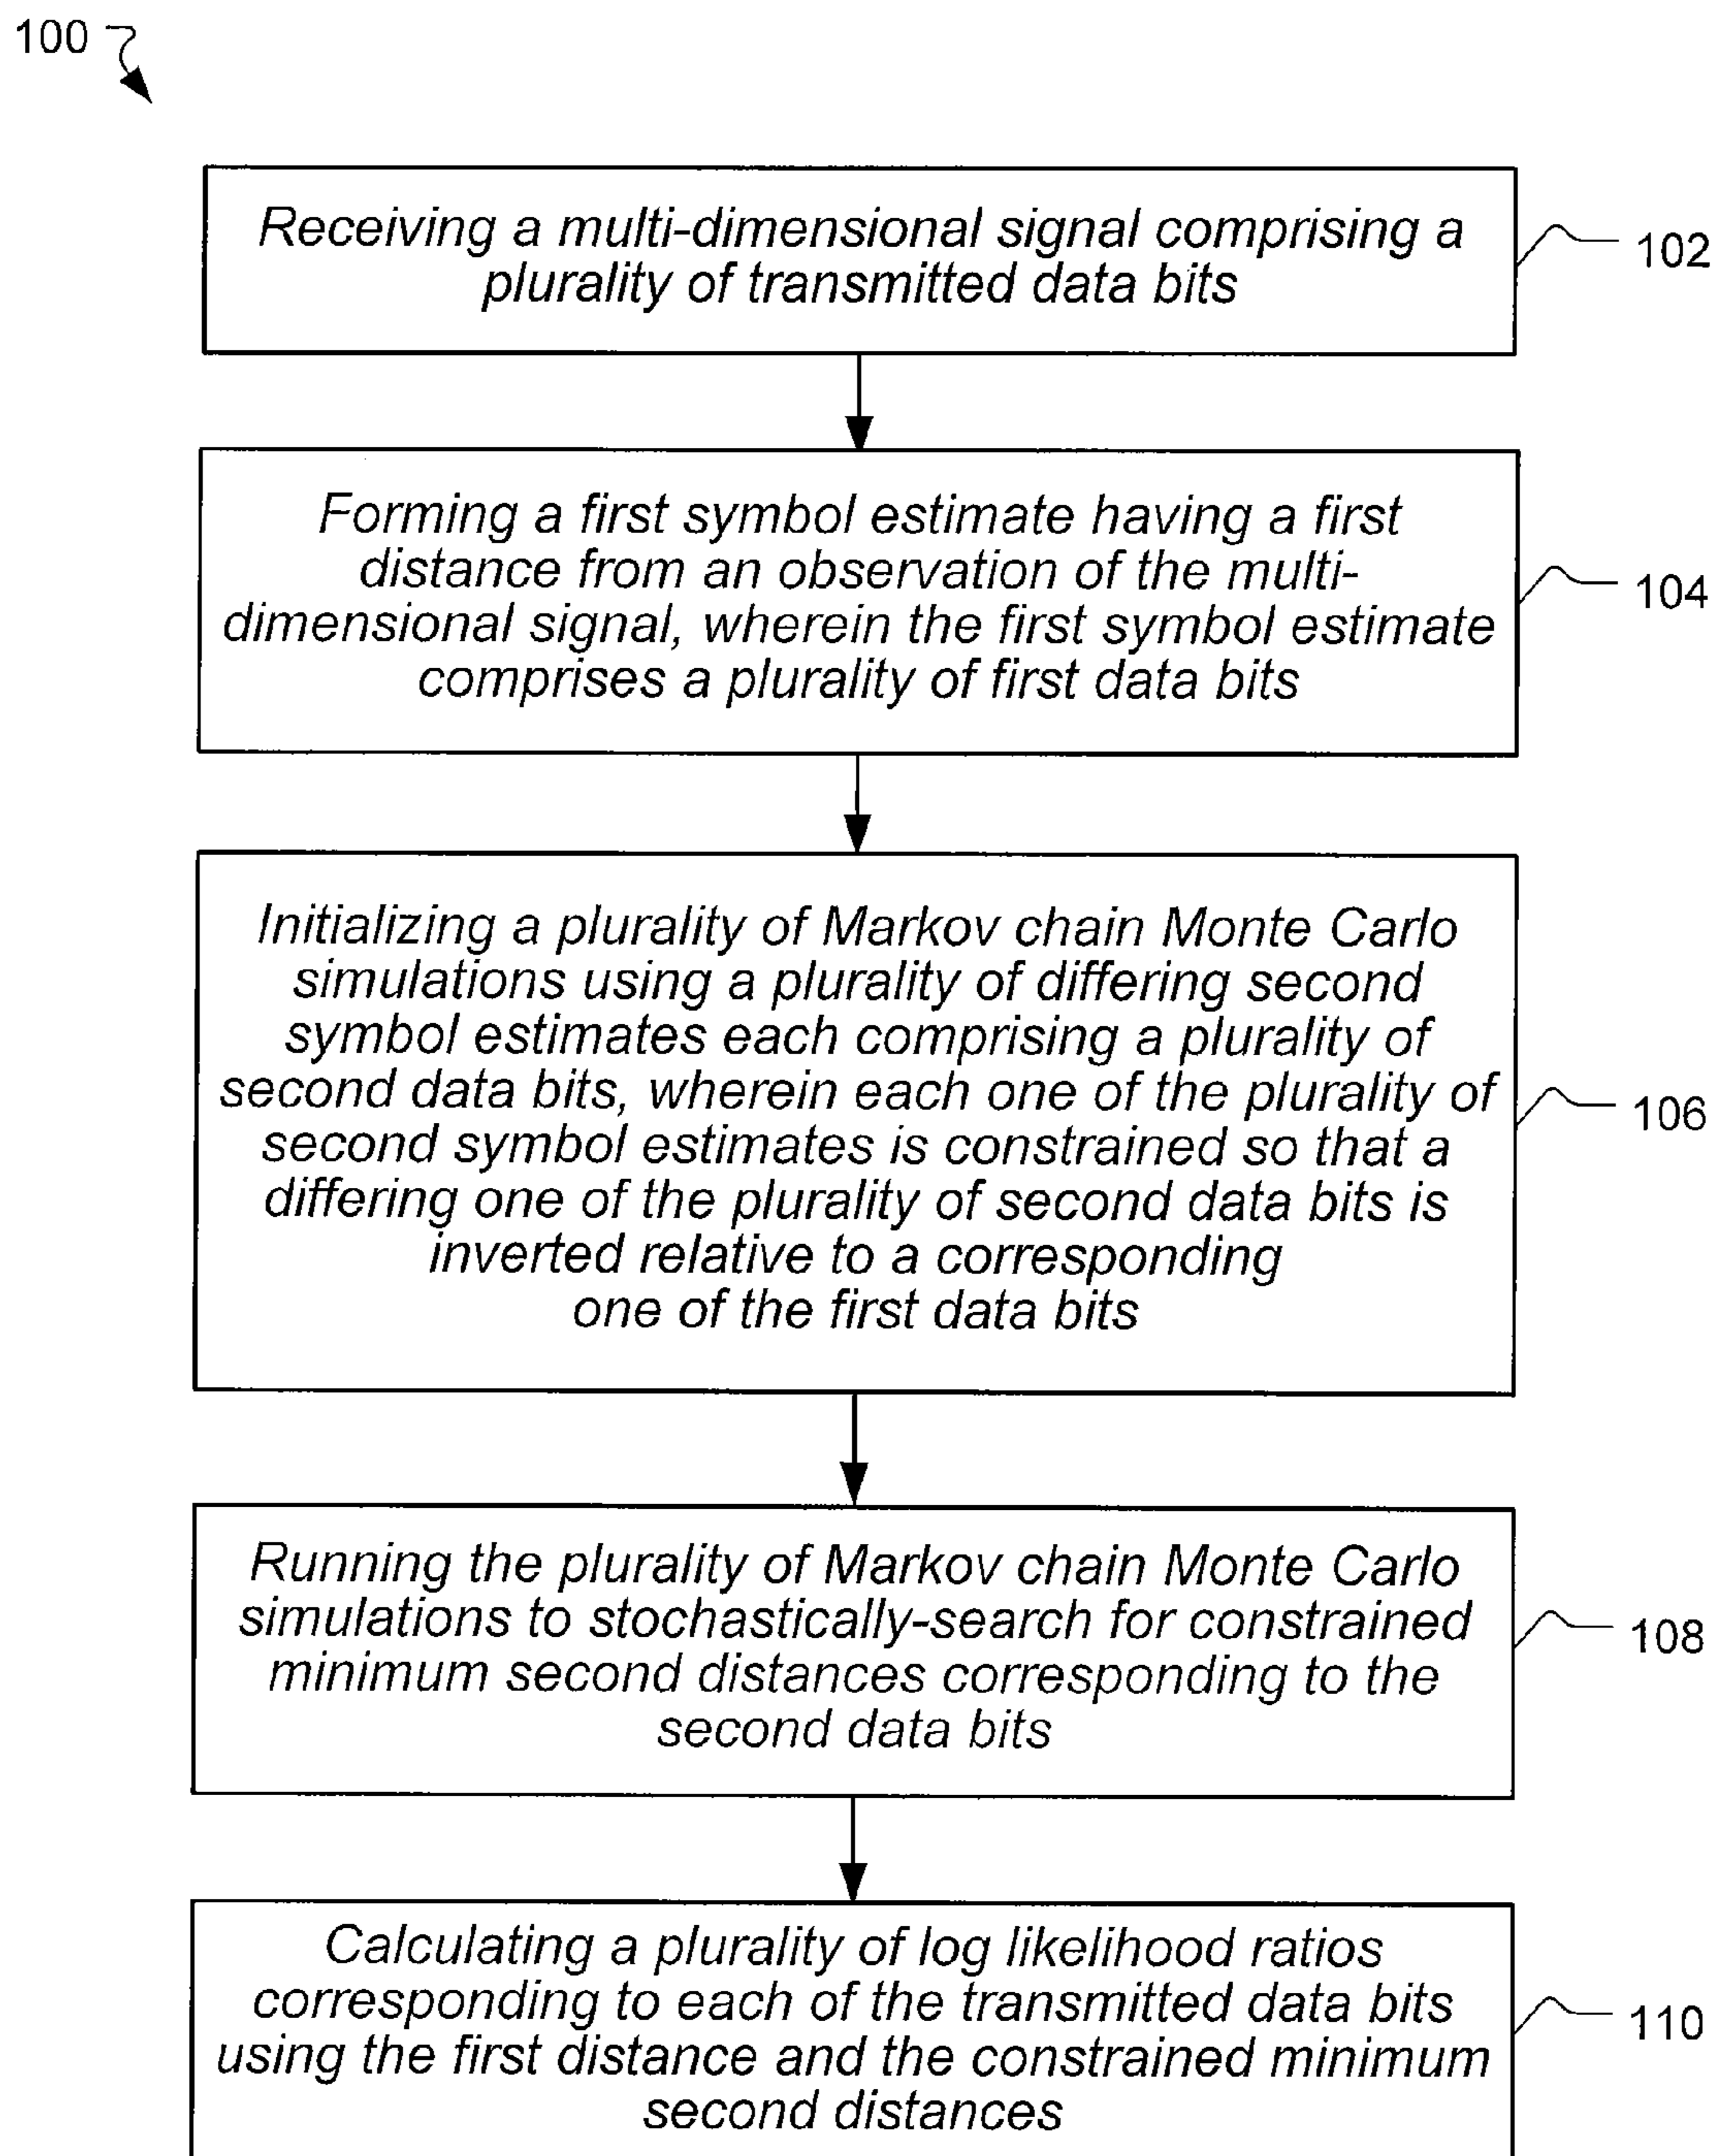 100
Receiving a multi-dimensional signal comprising a
plurality of transmitted data bits
102
Forming a first symbol estimate having a first
distance from an observation of the multi-
dimensional signal, wherein the first symbol estimate
comprises a plurality of first data bits
104
Initializing a plurality of Markov chain Monte Carlo
simulations using a plurality of differing second
symbol estimates each comprising a plurality of
second data bits, wherein each one of the plurality of
second symbol estimates is constrained so that a
differing one of the plurality of second data bits is
inverted relative to a corresponding
one of the first data bits
106
Running the plurality of Markov chain Monte Carlo
simulations to stochastically-search for constrained
minimum second distances corresponding to the
second data bits
108
Calculating a plurality of log likelihood ratios
corresponding to each of the transmitted data bits
using the first distance and the constrained minimum
second distances
110